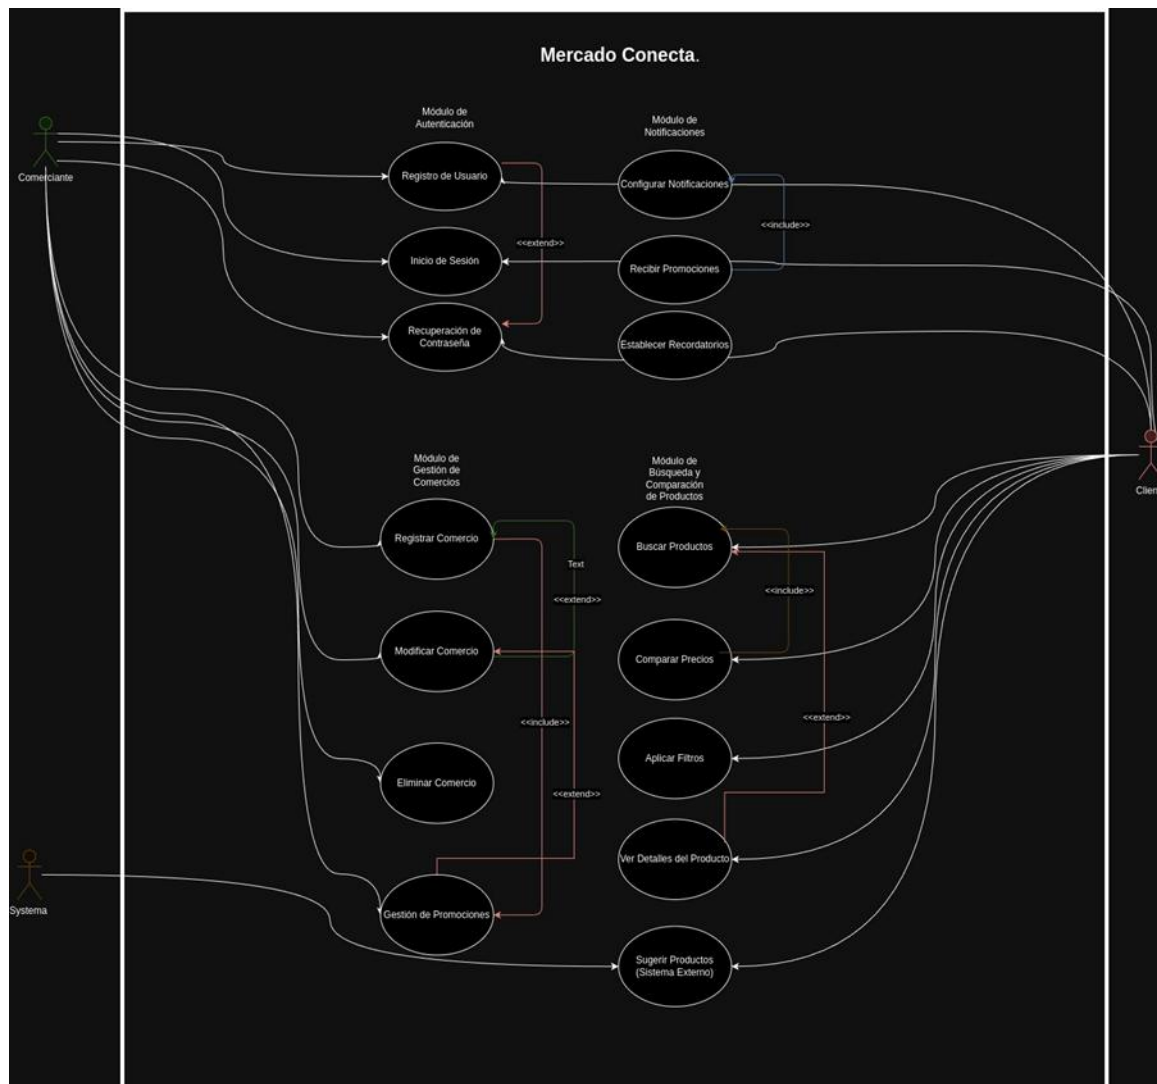 Mercado Conecta.
Módulo de
Autenticación
Módulo de
Notificaciones
Comerciante
Registro de Usuario
Configurar Notificaciones
<<include>>
<<extend>>
Inicio de Sesión
Recibir Promociones
Recuperación de
Contraseña
Establecer Recordatorios
Módulo de
Gestión de
Comercios
Módulo de
Búsqueda y
Comparación
de Productos
Clien
Registrar Comercio
Buscar Productos
Text
<<include>>
<<extend>>
Modificar Comercio
Comparar Precios
<<include>>
<<extend>>
Aplicar Filtros
Eliminar Comercio
<<extend>>
Ver Detalles del Producto
Systema
Gestión de Promociones
Sugerir Productos
(Sistema Externo)